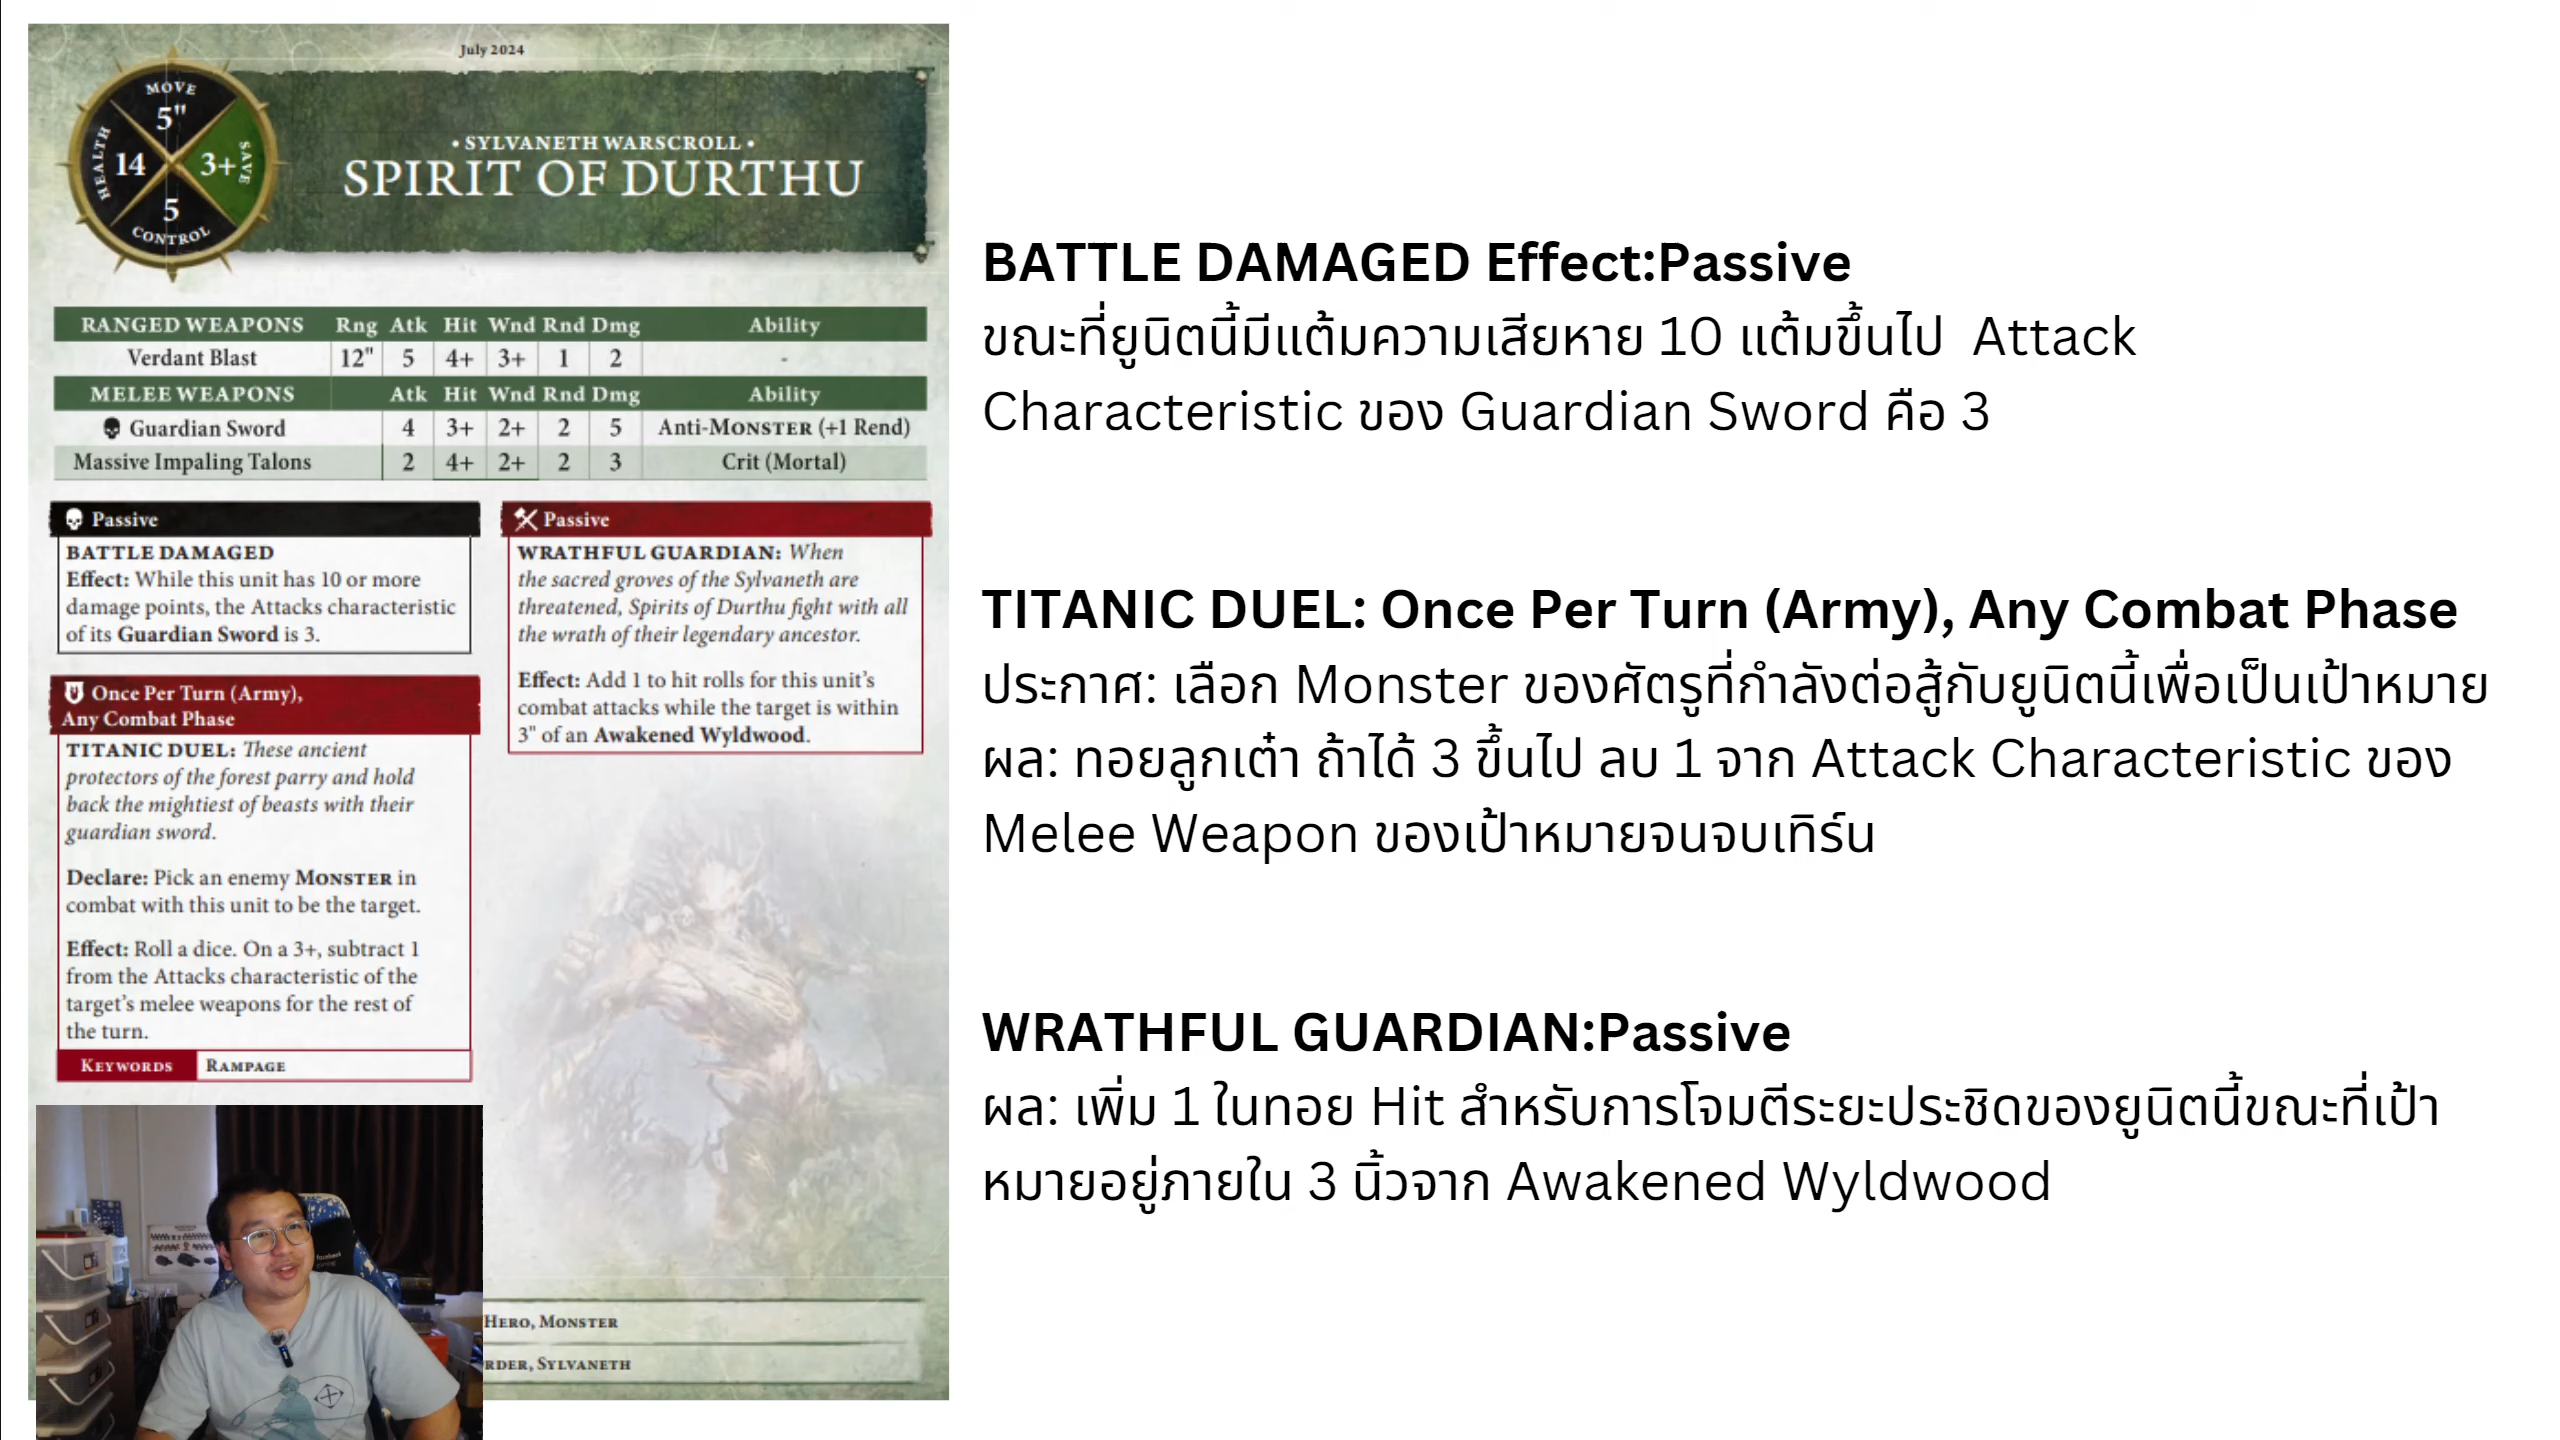 July 2024
MOVE
5"
HEALTH
14
3+
SAVE
5
CONTROL
• SYLVANETH WARSCROLL •
SPIRIT OF DURTHU
RANGED WEAPONS Rng Atk Hit Wnd Rnd Dmg Ability
Verdant Blast 12" 5 4+ 3+ 1 2 -
MELEE WEAPONS Atk Hit Wnd Rnd Dmg Ability
Guardian Sword 4 3+ 2+ 2 5 Anti-MONSTER (+1 Rend)
Massive Impaling Talons 2 4+ 2+ 2 3 Crit (Mortal)
Passive
BATTLE DAMAGED
Effect: While this unit has 10 or more
damage points, the Attacks characteristic
of its Guardian Sword is 3.
Once Per Turn (Army),
Any Combat Phase
TITANIC DUEL: These ancient
protectors of the forest parry and hold
back the mightiest of beasts with their
guardian sword.
Declare: Pick an enemy MONSTER in
combat with this unit to be the target.
Effect: Roll a dice. On a 3+, subtract 1
from the Attacks characteristic of the
target's melee weapons for the rest of
the turn.
KEYWORDS RAMPAGE
Passive
WRATHFUL GUARDIAN: When
the sacred groves of the Sylvaneth are
threatened, Spirits of Durthu fight with all
the wrath of their legendary ancestor.
Effect: Add 1 to hit rolls for this unit's
combat attacks while the target is within
3" of an Awakened Wyldwood.
HERO, MONSTER
RDER, SYLVANETH
BATTLE DAMAGED Effect:Passive
ขณะที่ยูนิตนี้มีแต้มความเสียหาย 10 แต้มขึ้นไป Attack
Characteristic ของ Guardian Sword คือ 3
TITANIC DUEL: Once Per Turn (Army), Any Combat Phase
ประกาศ: เลือก Monster ของศัตรูที่กำลังต่อสู้กับยูนิตนี้เพื่อเป็นเป้าหมาย
ผล: ทอยลูกเต๋า ถ้าได้ 3 ขึ้นไป ลบ 1 จาก Attack Characteristic ของ
Melee Weapon ของเป้าหมายจนจบเทิร์น
WRATHFUL GUARDIAN:Passive
ผล: เพิ่ม 1 ในทอย Hit สำหรับการโจมตีระยะประชิดของยูนิตนี้ขณะที่เป้า
หมายอยู่ภายใน 3 นิ้วจาก Awakened Wyldwood